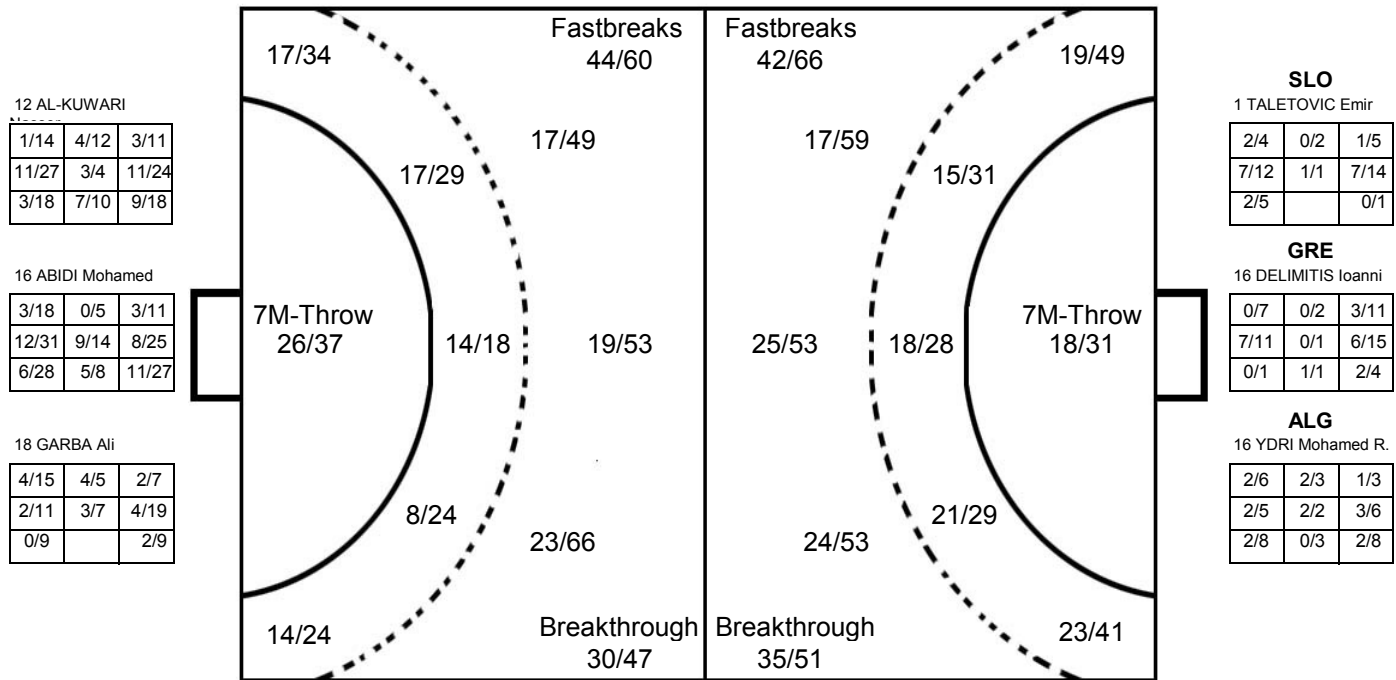 12 AL-KUWARI
1/14 4/12 3/11
11/27 3/4 11/24
3/18 7/10 9/18
16 ABIDI Mohamed
3/18 0/5 3/11
12/31 9/14 8/25
6/28 5/8 11/27
18 GARBA Ali
4/15 4/5 2/7
2/11 3/7 4/19
0/9 2/9
17/34
Fastbreaks
44/60
17/49
17/29
7M-Throw
26/37
14/18
19/53
8/24
23/66
14/24
Breakthrough
30/47
Fastbreaks
42/66
19/49
17/59
15/31
25/53
18/28
7M-Throw
18/31
21/29
24/53
Breakthrough
35/51
23/41
SLO
1 TALETOVIC Emir
2/4 0/2 1/5
7/12 1/1 7/14
2/5 0/1
GRE
16 DELIMITIS Ioanni
0/7 0/2 3/11
7/11 0/1 6/15
0/1 1/1 2/4
ALG
16 YDRI Mohamed R.
2/6 2/3 1/3
2/5 2/2 3/6
2/8 0/3 2/8